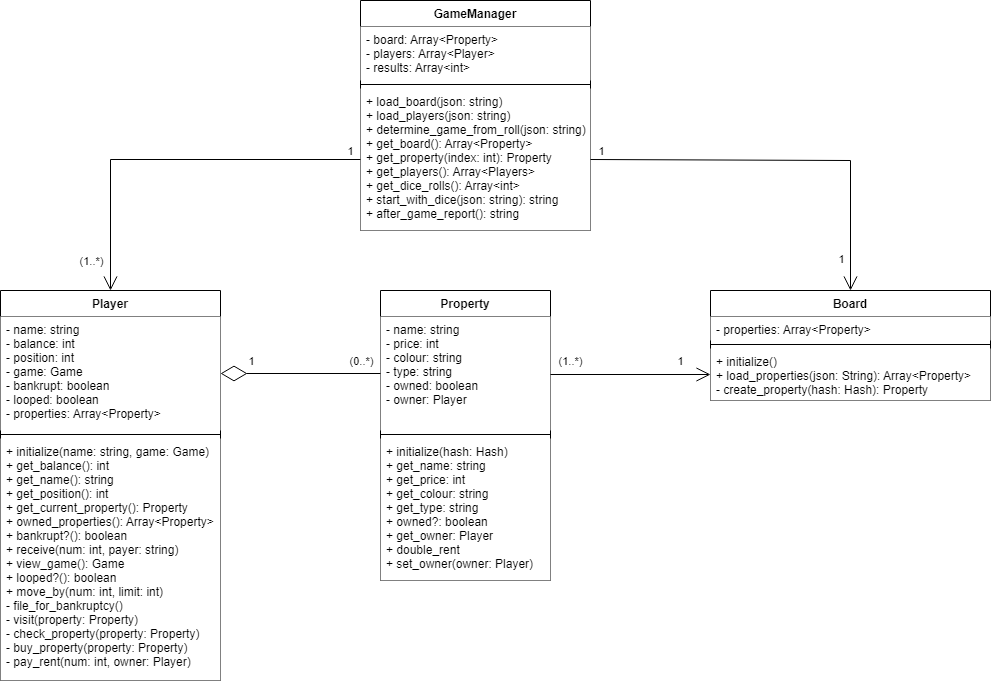 GameManager
- board: Array<Property>
- players: Array<Player>
- results: Array<int>
+ load_board(json: string)
+ load_players(json: string)
+ determine_game_from_roll(json: string)
+ get_board(): Array<Property>
+ get_property(index: int): Property
+ get_players(): Array<Players>
+ get_dice_rolls(): Array<int>
+ start_with_dice(json: string): string
+ after_game_report(): string
1
1
(1..*)
1
Player
- name: string
- balance: int
- position: int
- game: Game
- bankrupt: boolean
- looped: boolean
- properties: Array<Property>
+ initialize(name: string, game: Game)
+ get_balance(): int
+ get_name(): string
+ get_position(): int
+ get_current_property(): Property
+ owned_properties(): Array<Property>
+ bankrupt?(): boolean
+ receive(num: int, payer: string)
+ view_game(): Game
+ looped?(): boolean
+ move_by(num: int, limit: int)
- file_for_bankruptcy()
- visit(property: Property)
- check_property(property: Property)
- buy_property(property: Property)
- pay_rent(num: int, owner: Player)
1
(0..*)
Property
- name: string
- price: int
- colour: string
- type: string
- owned: boolean
- owner: Player
+ initialize(hash: Hash)
+ get_name: string
+ get_price: int
+ get_colour: string
+ get_type: string
+ owned?: boolean
+ get_owner: Player
+ double_rent
+ set_owner(owner: Player)
(1..*)
1
Board
- properties: Array<Property>
+ initialize()
+ load_properties(json: String): Array<Property>
- create_property(hash: Hash): Property